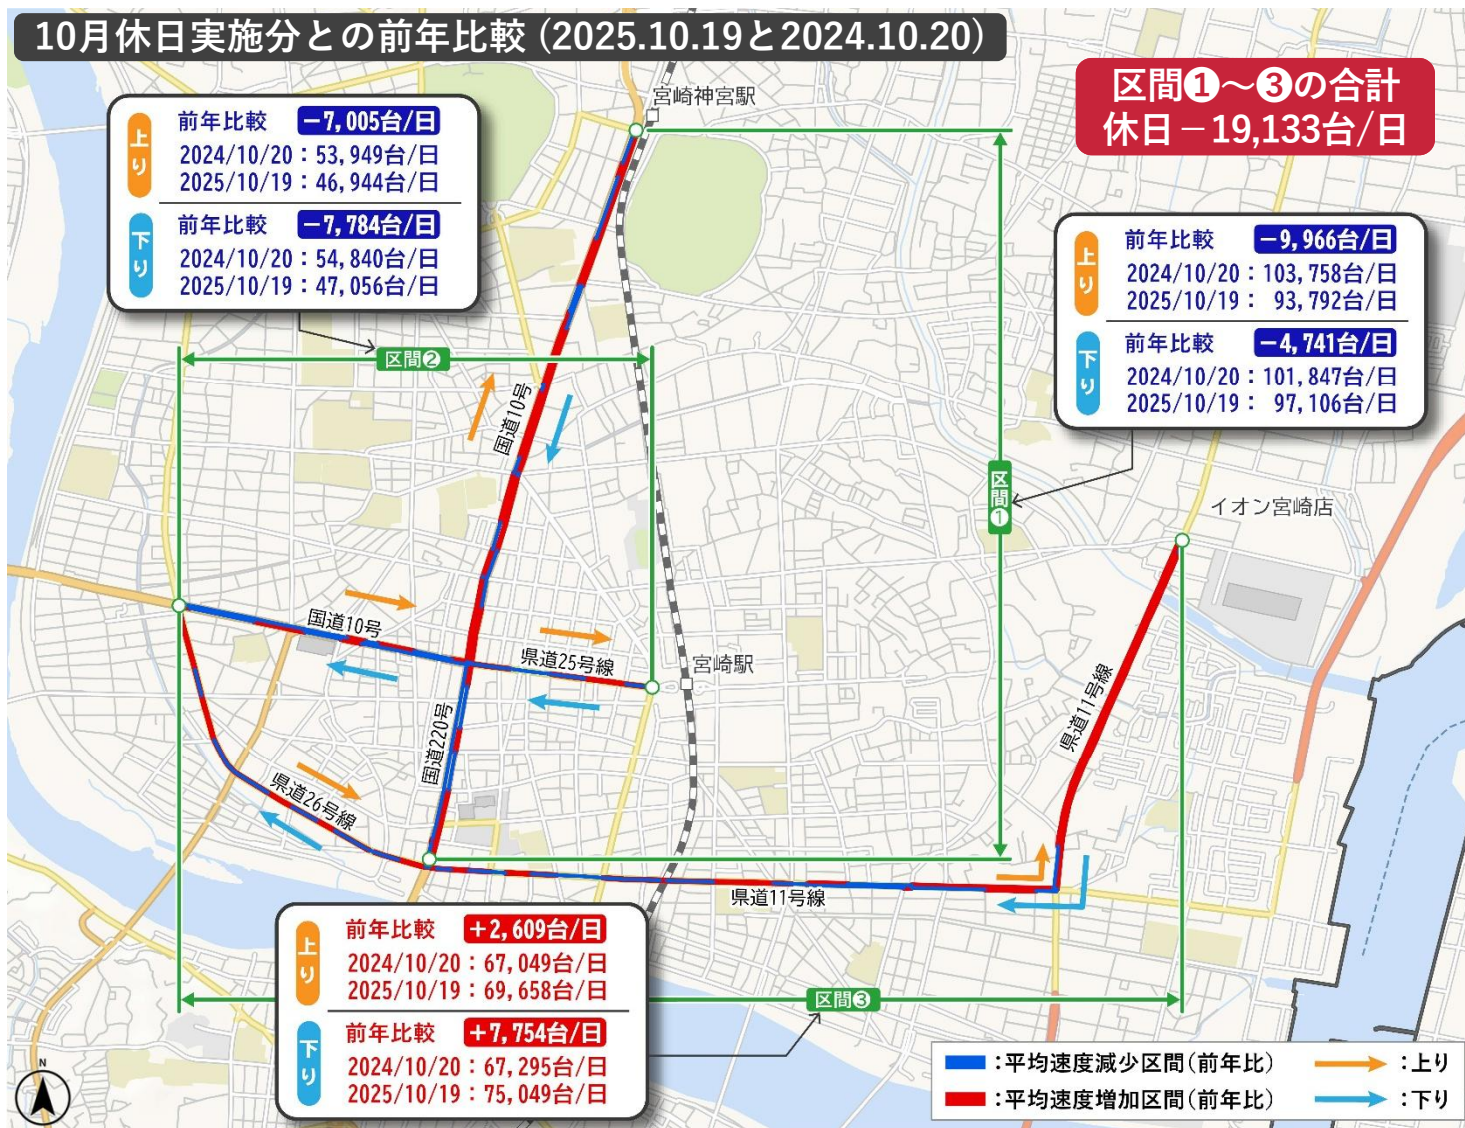 10月休日実施分との前年比較(2025.10.19と2024.10.20)
区間❶～❸の合計
休日－19,133台/日
宮崎神宮駅
上り
前年比較 －7,005台/日
2024/10/20：53,949台/日
2025/10/19：46,944台/日
下り
前年比較 －7,784台/日
2024/10/20：54,840台/日
2025/10/19：47,056台/日
上り
前年比較 －9,966台/日
2024/10/20：103,758台/日
2025/10/19： 93,792台/日
下り
前年比較 －4,741台/日
2024/10/20：101,847台/日
2025/10/19： 97,106台/日
区間❷
国道10号
区間❶
イオン宮崎店
国道10号
県道25号線
宮崎駅
国道220号
県道11号線
県道26号線
県道11号線
上り
前年比較 ＋2,609台/日
2024/10/20：67,049台/日
2025/10/19：69,658台/日
下り
前年比較 ＋7,754台/日
2024/10/20：67,295台/日
2025/10/19：75,049台/日
区間❸
N
：平均速度減少区間(前年比)
：上り
：平均速度増加区間(前年比)
：下り